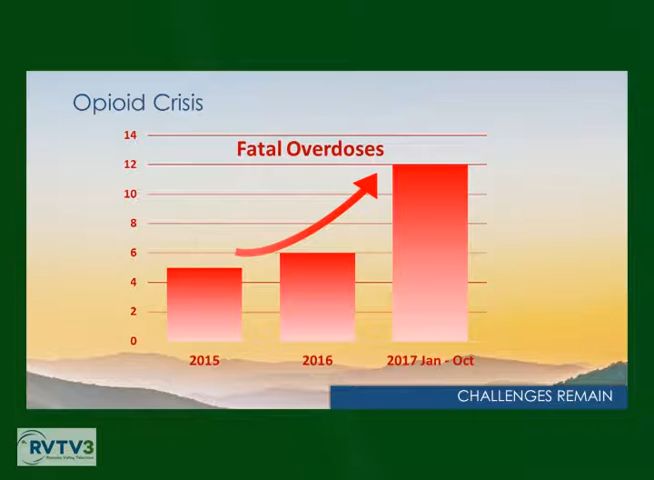 Opioid Crisis
Fatal Overdoses
14
12
10
8
6
4
2
0
2015 2016 2017 Jan - Oct
CHALLENGES REMAIN
RVTV3